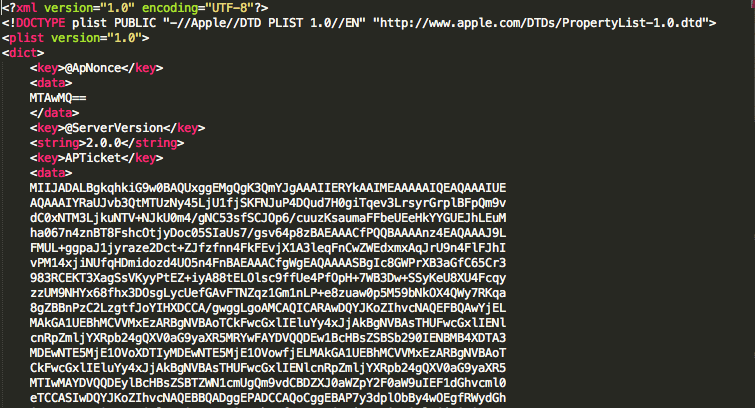 <?xml version="1.0" encoding="UTF-8"?>
<!DOCTYPE plist PUBLIC "-//Apple//DTD PLIST 1.0//EN" "http://www.apple.com/DTDs/PropertyList-1.0.dtd">
<plist version="1.0">
<dict>
<key>@ApNonce</key>
<data>
MTAwMQ==
</data>
<key>@ServerVersion</key>
<string>2.0.0</string>
<key>APTicket</key>
<data>
MIIJADALBgkqhkiG9w0BAQUxggEMgQgK3QmYJgAAAIIERYkAAIMEAAAAAIQEAQAAAIUE
AQAAAIYRaUJvb3QtMTUzNy45LjU1fjSKFNJuP4DQud7H0giTqev3LrsyrGrplBFpQm9v
dC0xNTM3LjkuNTV+NJkU0m4/gNC53sfSCJOp6/cuuzKsaumaFFbeUEeHkYYGUEJhLEuM
ha067n4znBT8FshcOtjyDoc05SIaUs7/gsv64p8zBAEAAACfPQQBAAAAnz4EAQAAAJ9L
FMUL+ggpaJ1jyraze2Dct+ZJfzfnn4FkFEvjX1A3leqFnCwZWEdxmxAqJrU9n4FlFJhI
vPM14xjiNUfqHDmidozd4UO5n4FnBAEAAACfgWgEAQAAAASBgIc8GWPrXB3aGfC65Cr3
983RCEKT3XagSsVKyyPtEZ+iyA88tELOlsc9ffUe4PfOpH+7WB3Dw+SSyKeU8XU4Fcqy
zzUM9NHYx68fhx3DOsgLycUefGAvFTNZqz1Gm1nLP+e8zuaw0p5M59bNkOX4QWy7RKqa
8gZBBnPzC2LzgtfJoYIHXDCCA/gwggLgoAMCAQICARAwDQYJKoZIhvcNAQEFBQAwYjEL
MAkGA1UEBhMCVVMxEzARBgNVBAoTCkFwcGxlIEluYy4xJjAkBgNVBAsTHUFwcGxlIENl
cnRpZmljYXRpb24gQXV0aG9yaXR5MRYwFAYDVQQDEw1BcHBsZSBSb290IENBMB4XDTA3
MDEwNTE5MjE1OVoXDTIyMDEwNTE5MjE1OVowfjELMAkGA1UEBhMCVVMxEzARBgNVBAoT
CkFwcGxlIEluYy4xJjAkBgNVBAsTHUFwcGxlIENlcnRpZmljYXRpb24gQXV0aG9yaXR5
MTIwMAYDVQQDEylBcHBsZSBTZWN1cmUgQm9vdCBDZXJ0aWZpY2F0aW9uIEF1dGhvcml0
eTCCASIwDQYJKoZIhvcNAQEBBQADggEPADCCAQoCggEBAP7y3dplObBy4wOEgfRWydGh